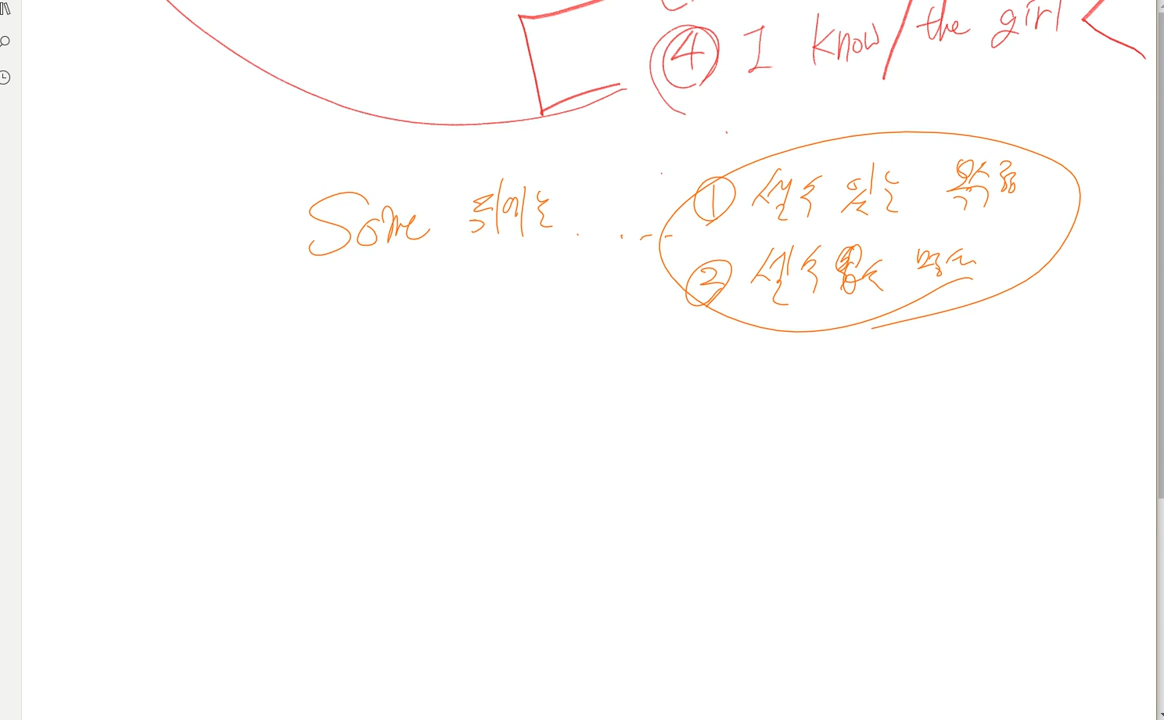 ④ I know / the girl <
Some 뒤에는 . . . - -
① 셀 수 있는 복수
② 셀 수 없는 명사